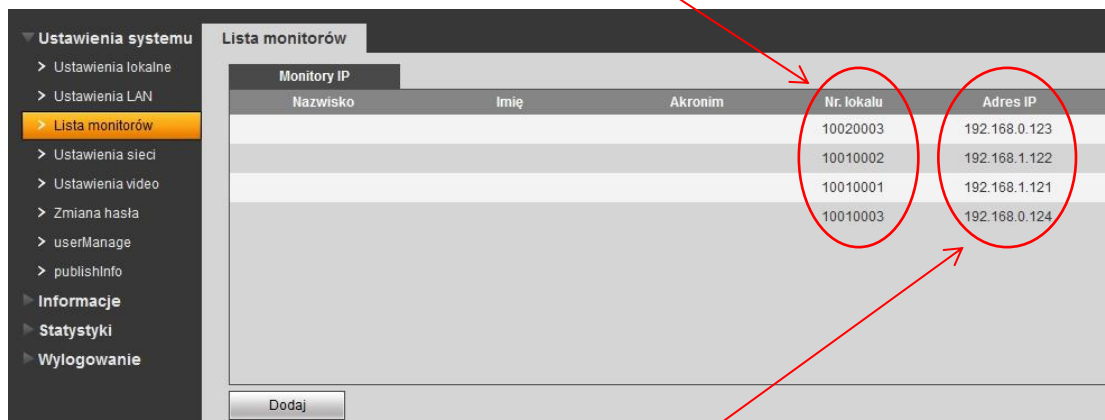 Ustawienia systemu
> Ustawienia lokalne
> Ustawienia LAN
> Lista monitorów
> Ustawienia sieci
> Ustawienia video
> Zmiana hasła
> userManage
> publishInfo
Informacje
Statystyki
Wylogowanie
Lista monitorów
Monitory IP
Nazwisko Imię Akronim Nr. lokalu Adres IP
10020003 192.168.0.123
10010002 192.168.1.122
10010001 192.168.1.121
10010003 192.168.0.124
Dodaj